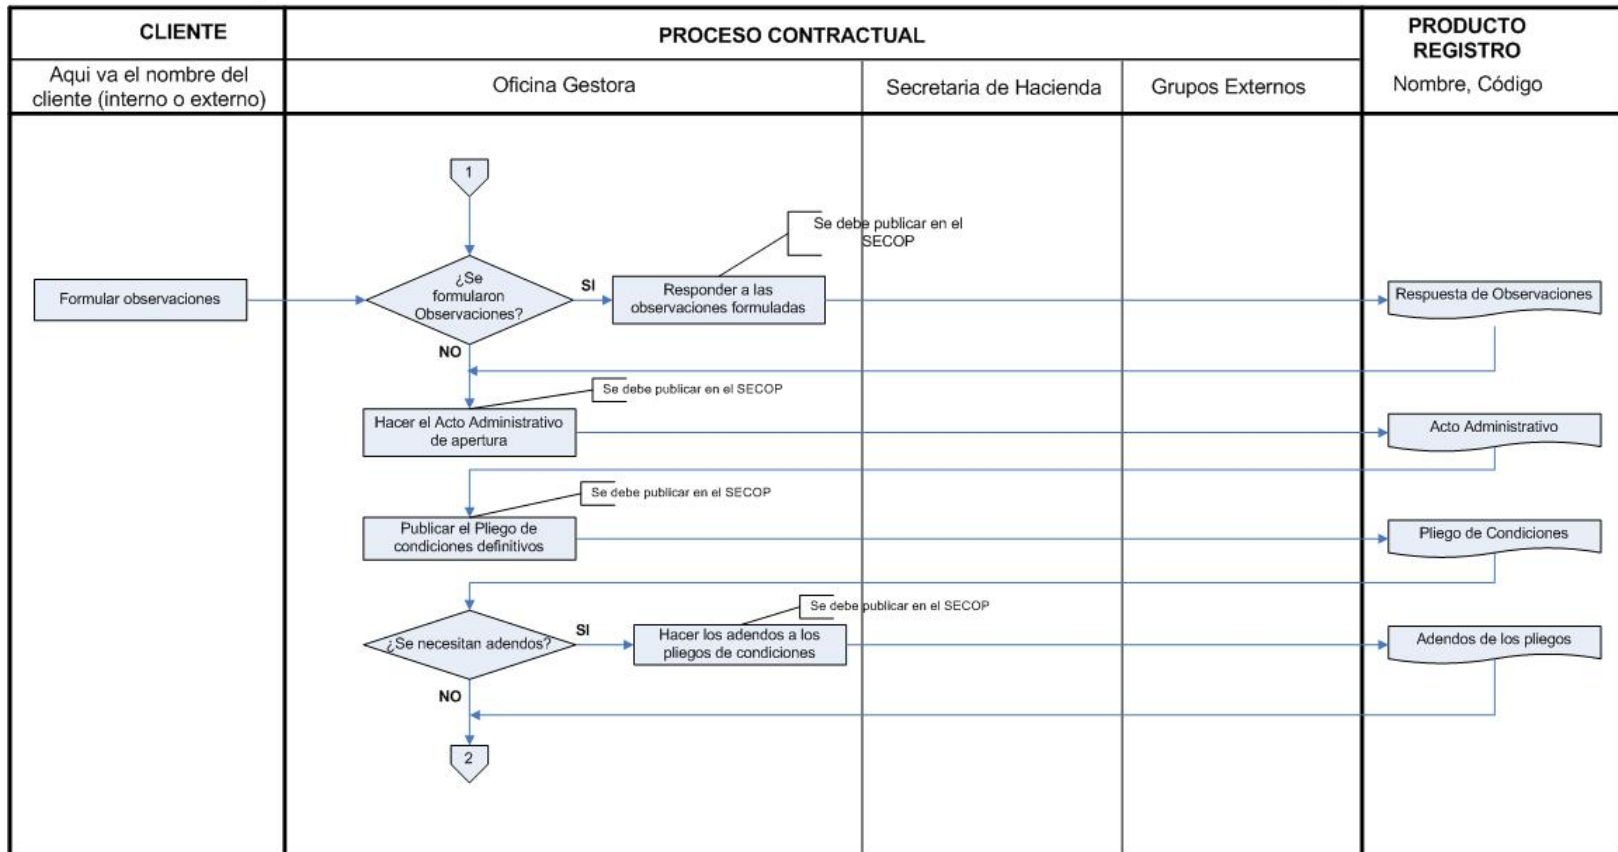 CLIENTE
PROCESO CONTRACTUAL
PRODUCTO
REGISTRO
Aqui va el nombre del
cliente (interno o externo)
Oficina Gestora
Secretaria de Hacienda
Grupos Externos
Nombre, Código
1
Se debe publicar en el
SECOP
Formular observaciones
¿Se
formularon
Observaciones?
SI
Responder a las
observaciones formuladas
Respuesta de Observaciones
NO
Se debe publicar en el SECOP
Hacer el Acto Administrativo
de apertura
Acto Administrativo
Se debe publicar en el SECOP
Publicar el Pliego de
condiciones definitivos
Pliego de Condiciones
Se debe publicar en el SECOP
¿Se necesitan adendos?
SI
Hacer los adendos a los
pliegos de condiciones
Adendos de los pliegos
NO
2